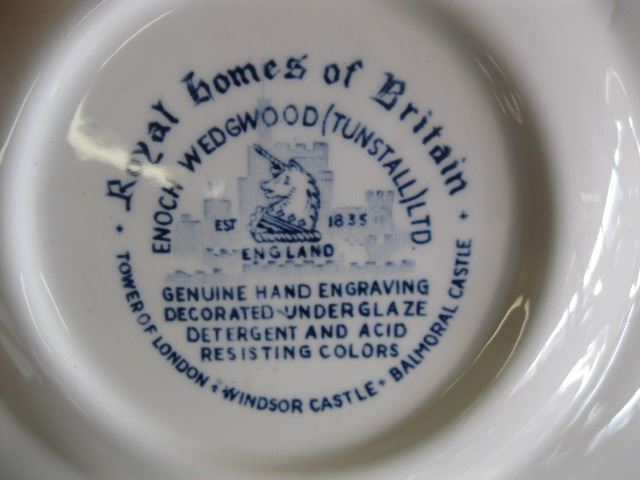 Royal Homes of Britain
ENOCH WEDGWOOD (TUNSTALL) LTD.
EST 1835
ENGLAND
GENUINE HAND ENGRAVING
DECORATED UNDERGLAZE
DETERGENT AND ACID
RESISTING COLORS
• TOWER OF LONDON • WINDSOR CASTLE • BALMORAL CASTLE •